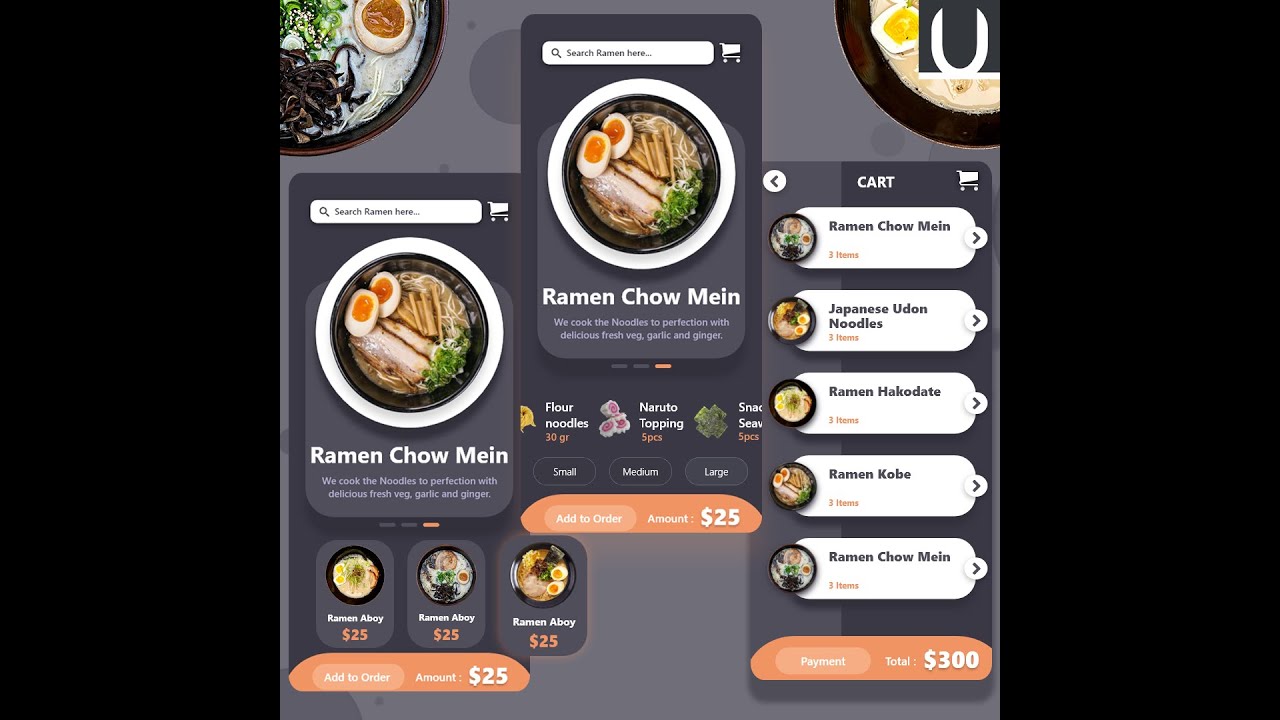 Search Ramen here...
Ramen Chow Mein
We cook the Noodles to perfection with
delicious fresh veg, garlic and ginger.
Ramen Aboy
$25
Ramen Aboy
$25
Ramen Aboy
$25
Add to Order
Amount :
$25
Search Ramen here...
Ramen Chow Mein
We cook the Noodles to perfection with
delicious fresh veg, garlic and ginger.
Flour
noodles
30 gr
Naruto
Topping
5pcs
Snac
Seaw
5pcs
Small
Medium
Large
Add to Order
Amount :
$25
U
CART
Ramen Chow Mein
3 Items
Japanese Udon
Noodles
3 Items
Ramen Hakodate
3 Items
Ramen Kobe
3 Items
Ramen Chow Mein
3 Items
Payment
Total :
$300